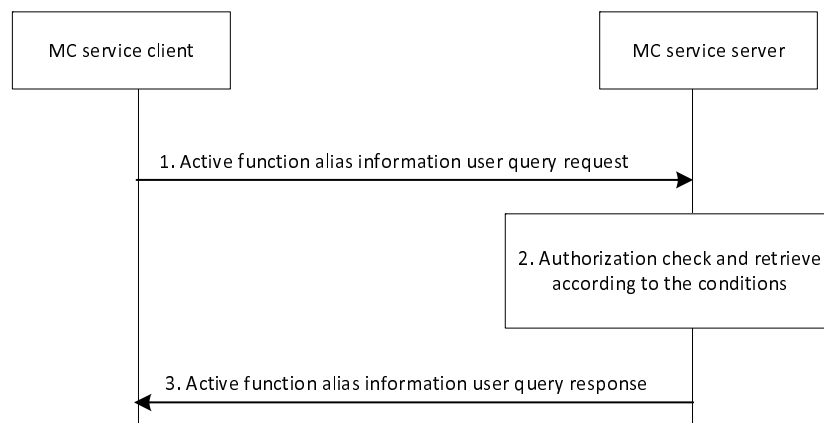 MC service client
MC service server
1. Active function alias information user query request
2. Authorization check and retrieve
according to the conditions
3. Active function alias information user query response